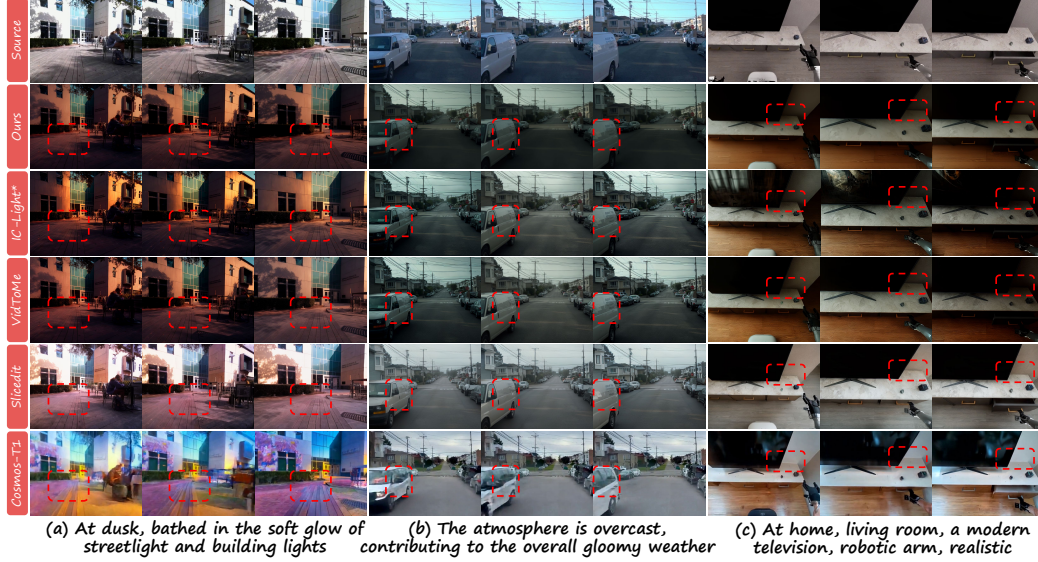 Source
Ours
IC-Light*
VidToMe
Slicedit
Cosmos-T1
(a) At dusk, bathed in the soft glow of
streetlight and building lights
(b) The atmosphere is overcast,
contributing to the overall gloomy weather
(c) At home, living room, a modern
television, robotic arm, realistic